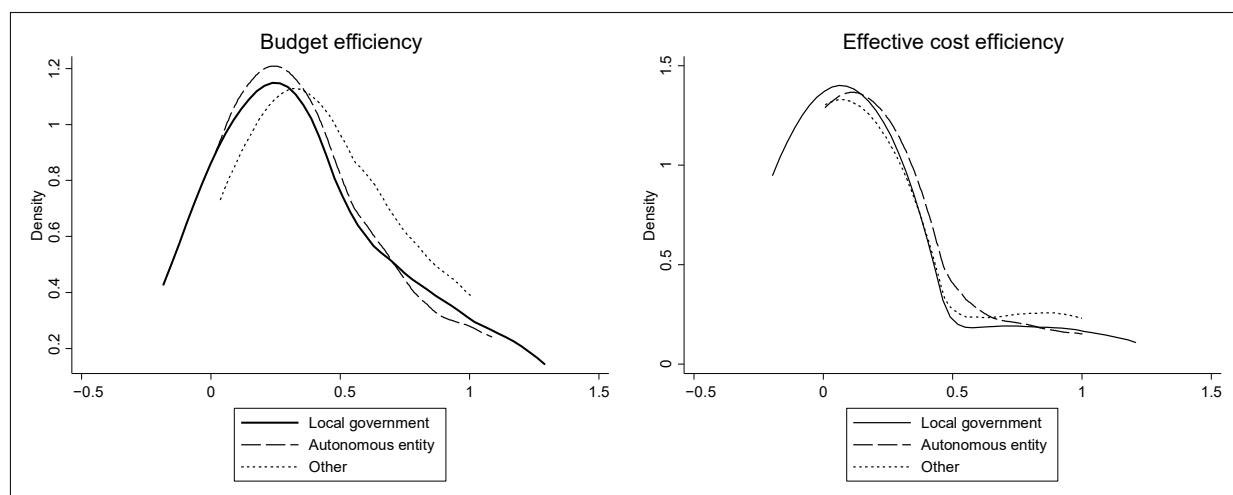 Budget efficiency
1.2
1
0.8
0.6
0.4
0.2
Density
−0.5 0 0.5 1 1.5
Local government
Autonomous entity
Other
Effective cost efficiency
1.5
1
0.5
0
Density
−0.5 0 0.5 1 1.5
Local government
Autonomous entity
Other